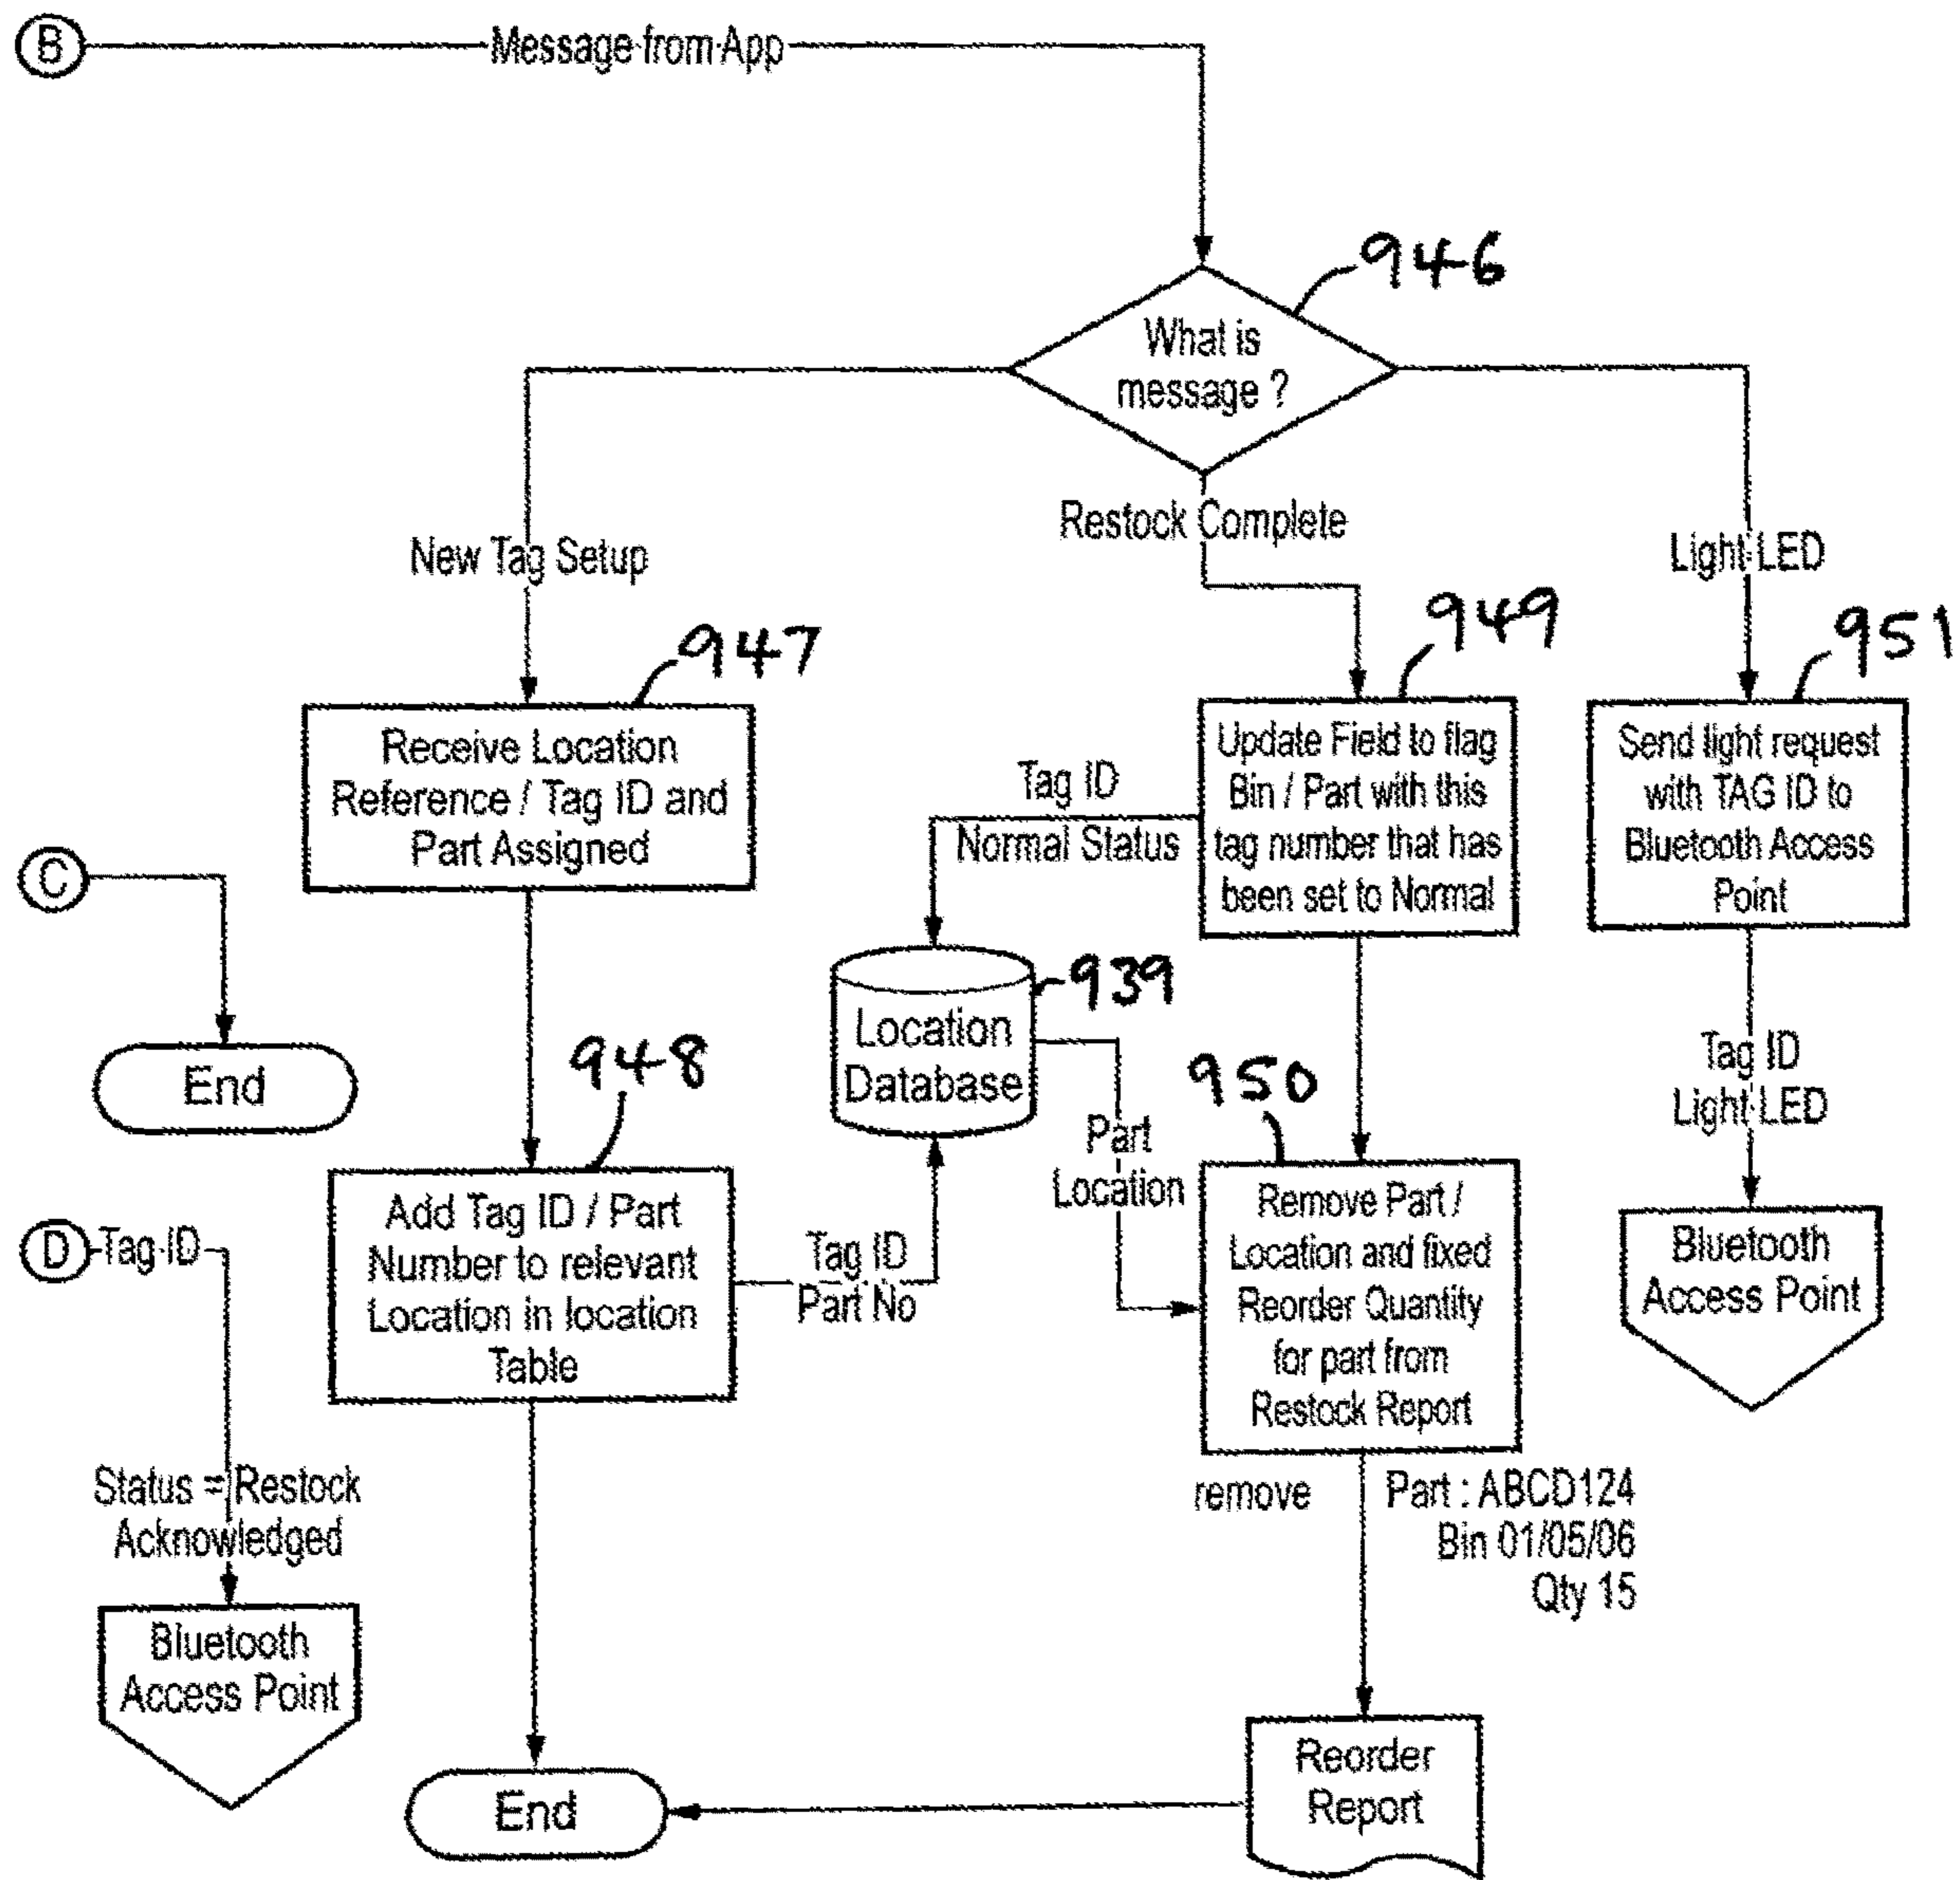 B
Message from App
946
What is
message ?
New Tag Setup
Restock Complete
Light LED
947
Receive Location
Reference / Tag ID and
Part Assigned
949
Update Field to flag
Bin / Part with this
tag number that has
been set to Normal
951
Send light request
with TAG ID to
Bluetooth Access
Point
Tag ID
Normal Status
C
End
939
Location
Database
Tag ID
Light LED
948
Add Tag ID / Part
Number to relevant
Location in location
Table
Tag ID
Part No
Part
Location
950
Remove Part /
Location and fixed
Reorder Quantity
for part from
Restock Report
Bluetooth
Access Point
D
Tag ID
Status = Restock
Acknowledged
Bluetooth
Access Point
remove
Part : ABCD124
Bin 01/05/06
Qty 15
Reorder
Report
End